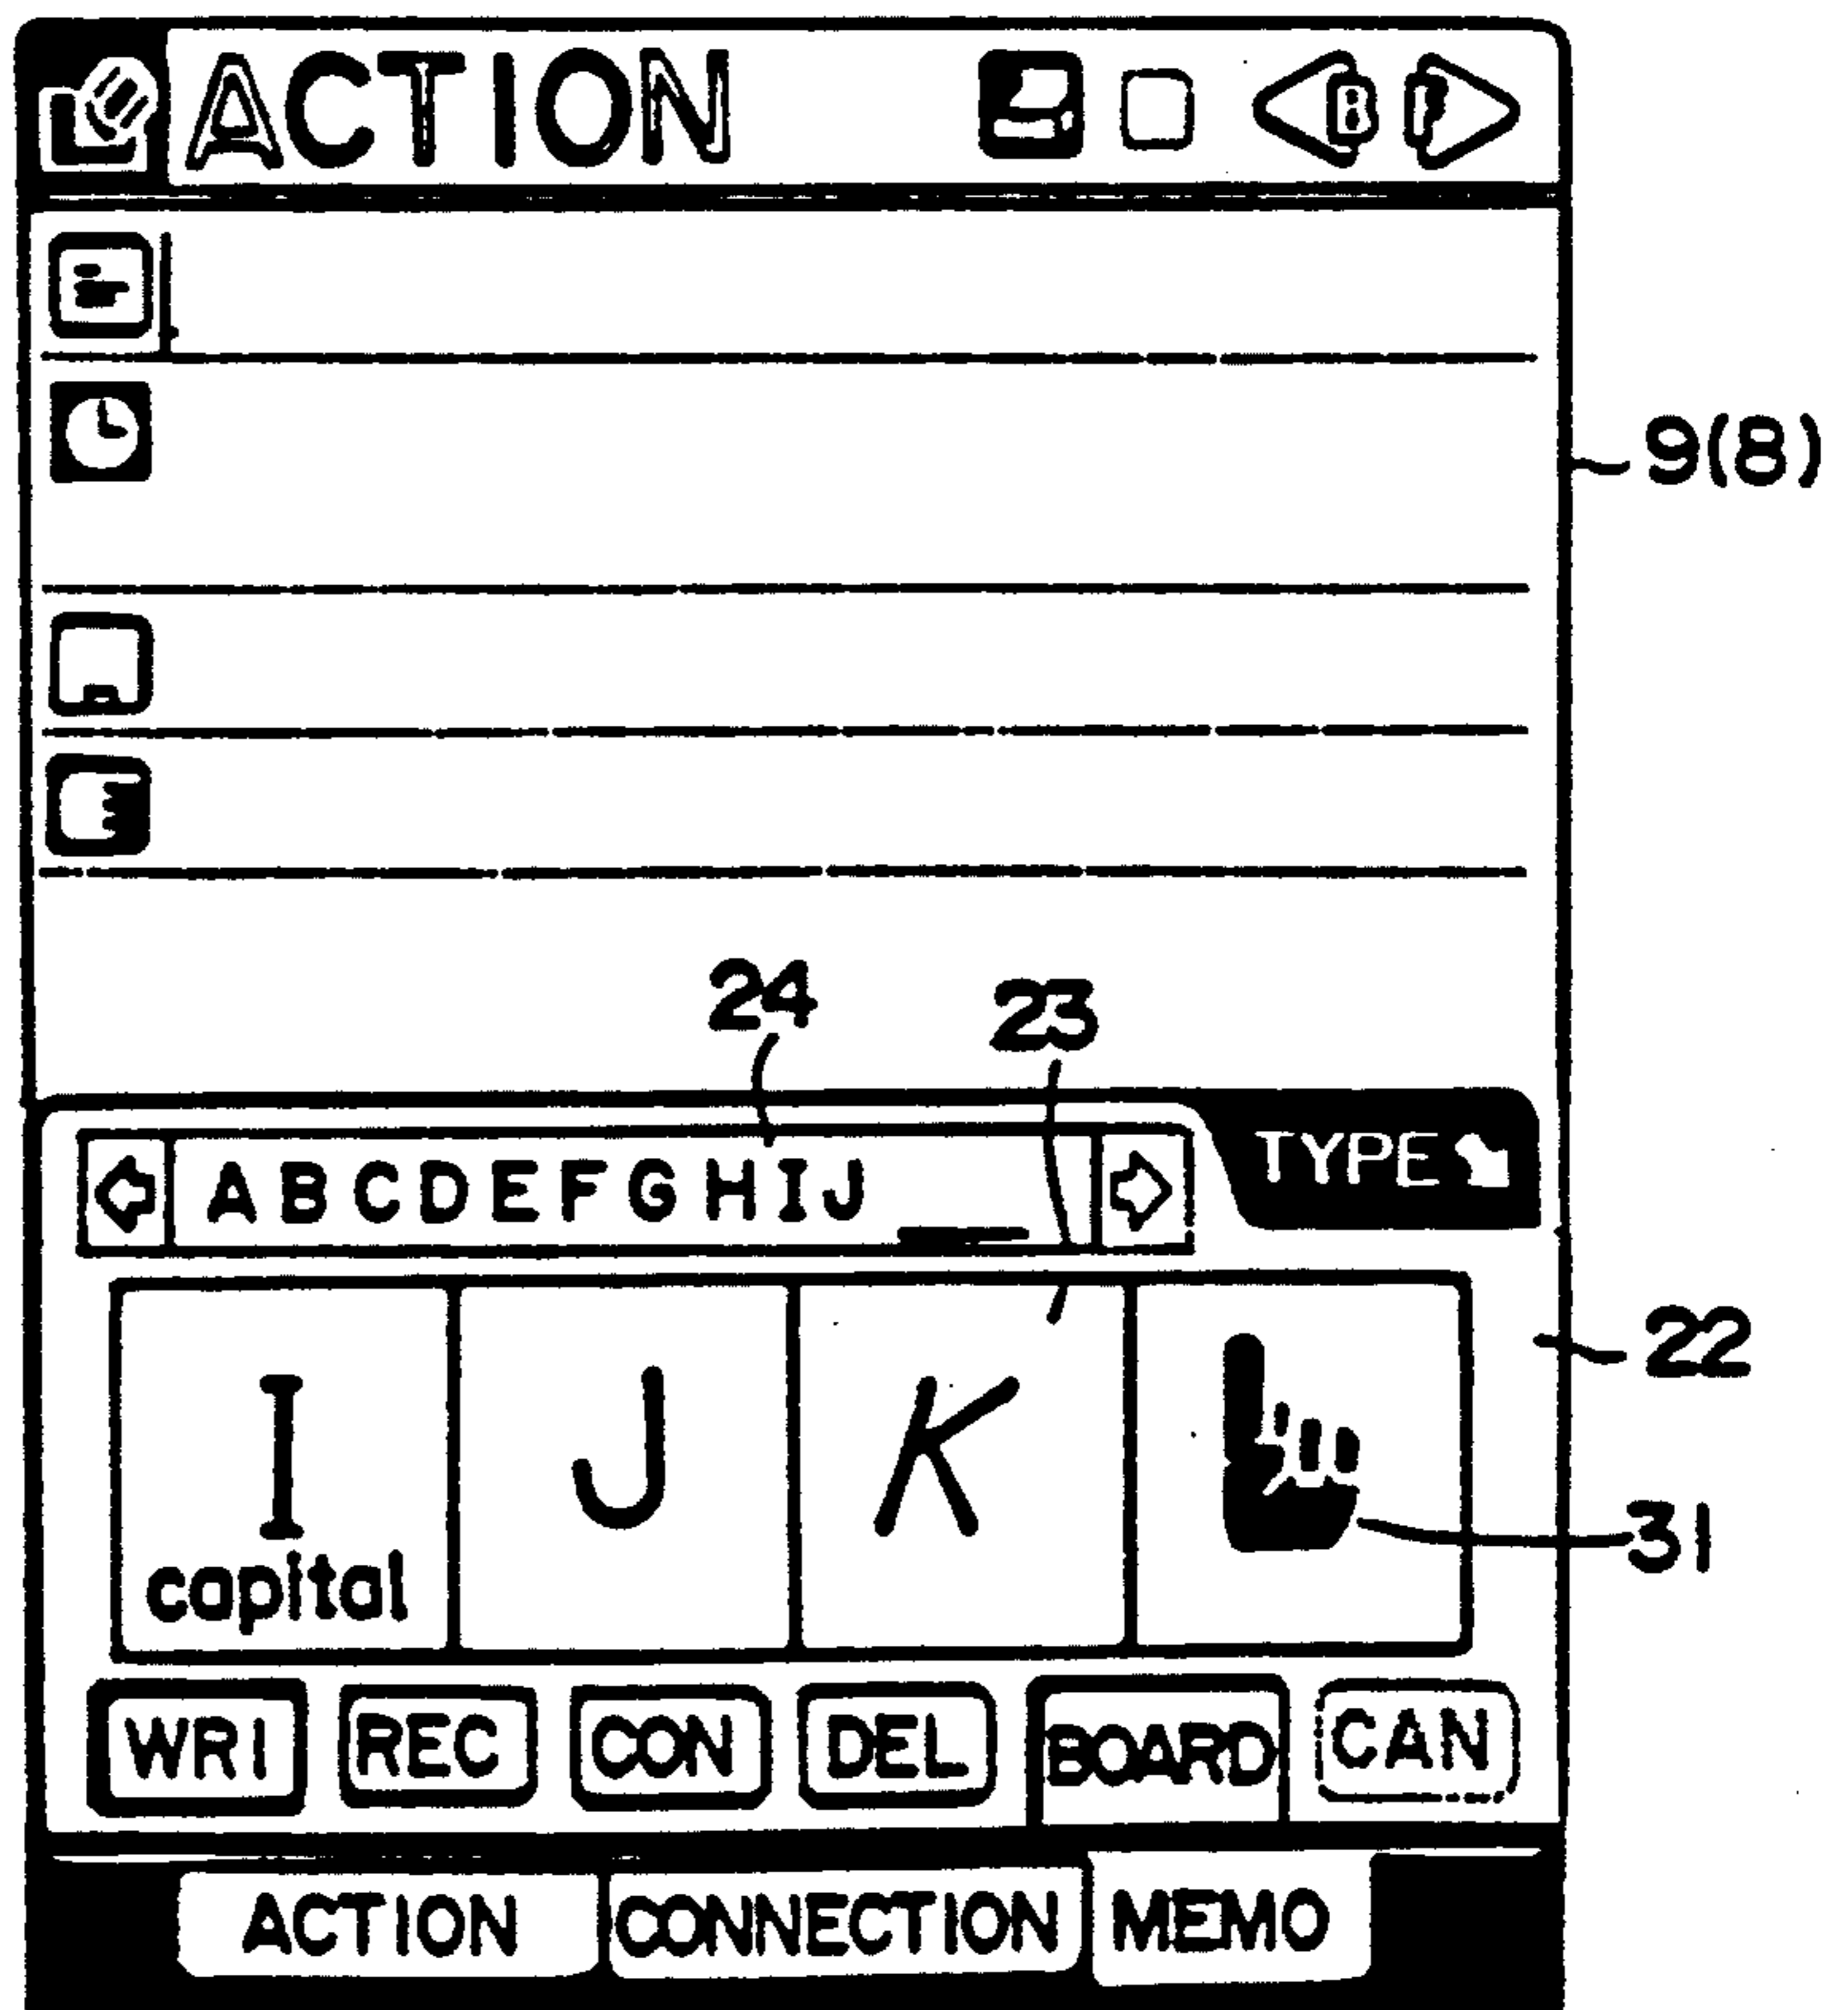 ACTION B F
9(8)
24 23
ABCDEFGHIJ TYPE
22
I J K
31
capital
WRI REC CON DEL BOARD CAN
ACTION CONNECTION MEMO